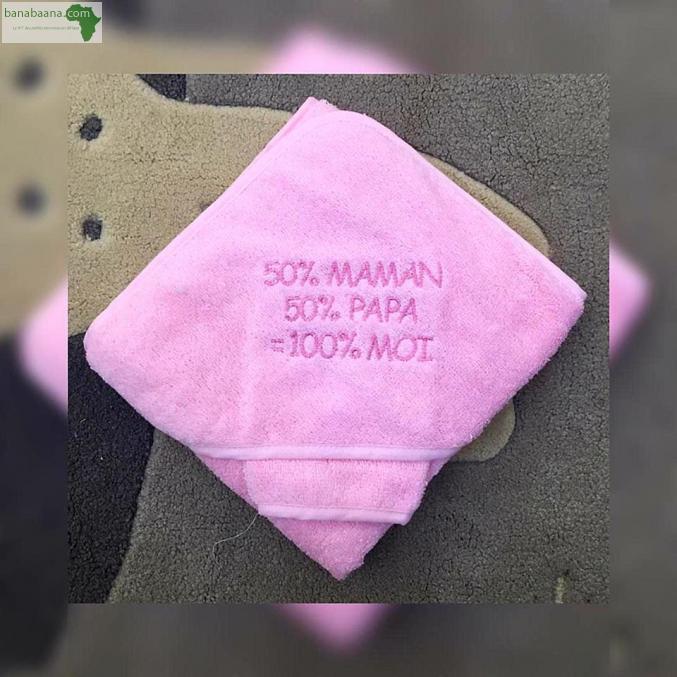 banabaana.com
50% MAMAN
50% PAPA
=100% MOI